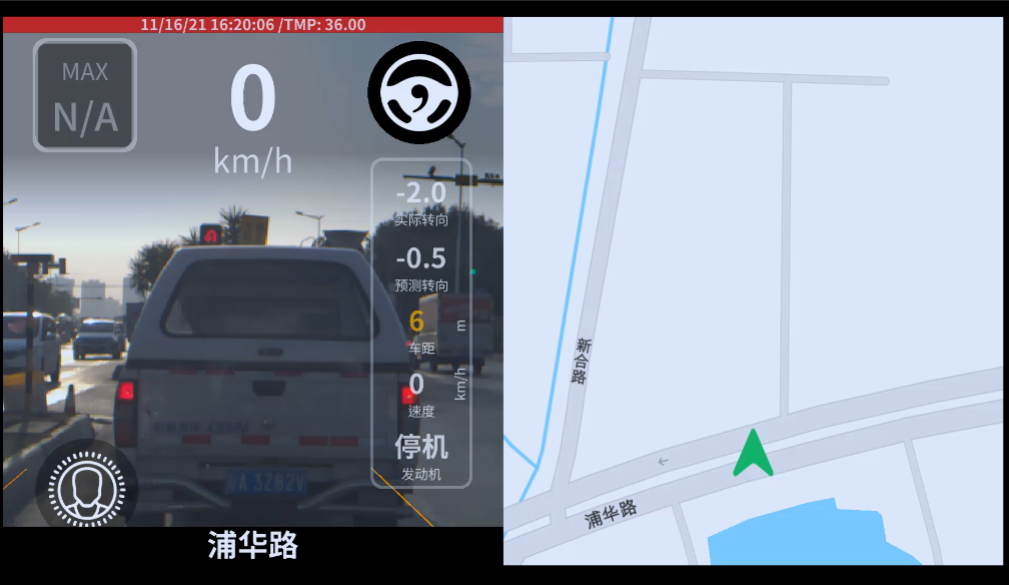 11/16/21 16:20:06 /TMP: 36.00
MAX
N/A
0
km/h
-2.0
实际转向
-0.5
预测转向
6
m
车距
0
km/h
速度
停机
发动机
A 3Z82V
浦华路
新合路
浦华路